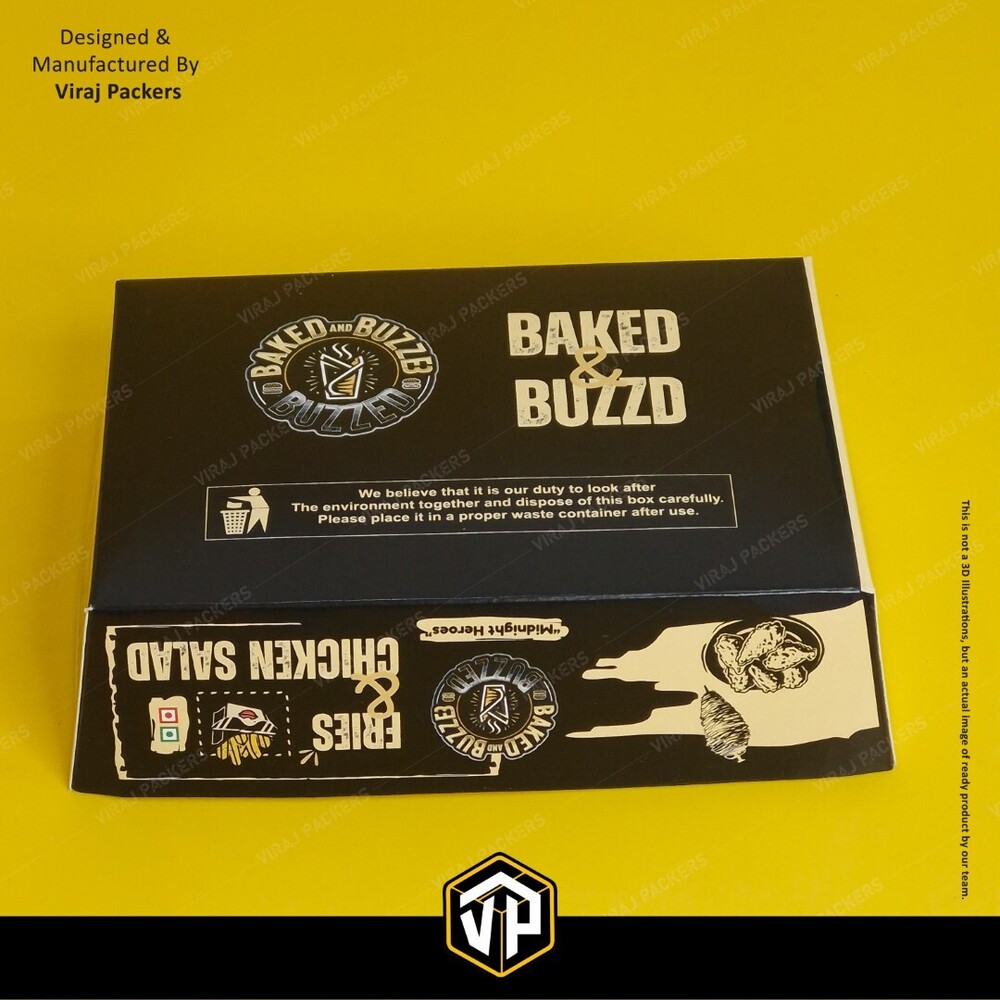 Designed &
Manufactured By
Viraj Packers
BAKED AND BUZZED
BUZZED
BAKED
&
BUZZD
We believe that it is our duty to look after
The environment together and dispose of this box carefully.
Please place it in a proper waste container after use.
"Midnight Heroes"
FRIES
&
CHICKEN SALAD
BAKED AND BUZZED
BUZZED
This is not a 3D Illustrations, but an actual image of ready product by our team.
VP
VIRAJ PACKERS